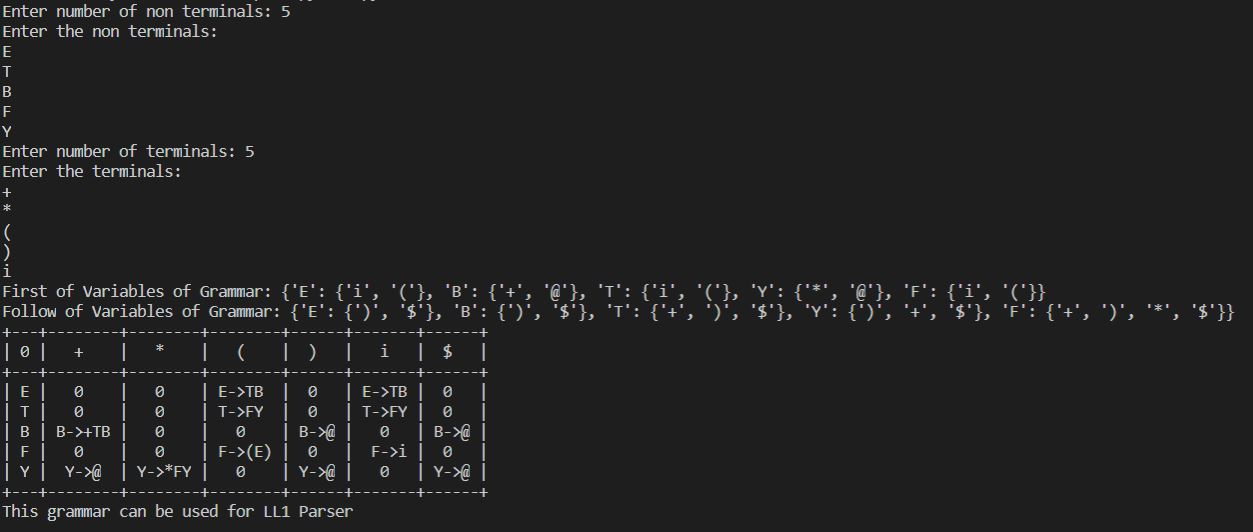 Enter number of non terminals: 5
Enter the non terminals:
E
T
B
F
Y
Enter number of terminals: 5
Enter the terminals:
+
*
(
)
i
First of Variables of Grammar: {'E': {'i', '('}, 'B': {'+', '@'}, 'T': {'i', '('}, 'Y': {'*', '@'}, 'F': {'i', '('}}
Follow of Variables of Grammar: {'E': {')', '$'}, 'B': {')', '$'}, 'T': {'+', ')', '$'}, 'Y': {')', '+', '$'}, 'F': {'+', ')', '*', '$'}}
+---+--------+--------+--------+------+-------+------+
| 0 |   +    |   *    |   (    |  )   |   i   |  $   |
+---+--------+--------+--------+------+-------+------+
| E |   0    |   0    | E->TB  |  0   | E->TB |  0   |
| T |   0    |   0    | T->FY  |  0   | T->FY |  0   |
| B | B->+TB |   0    |   0    | B->@ |   0   | B->@ |
| F |   0    |   0    | F->(E) |  0   | F->i  |  0   |
| Y |  Y->@  | Y->*FY |   0    | Y->@ |   0   | Y->@ |
+---+--------+--------+--------+------+-------+------+
This grammar can be used for LL1 Parser